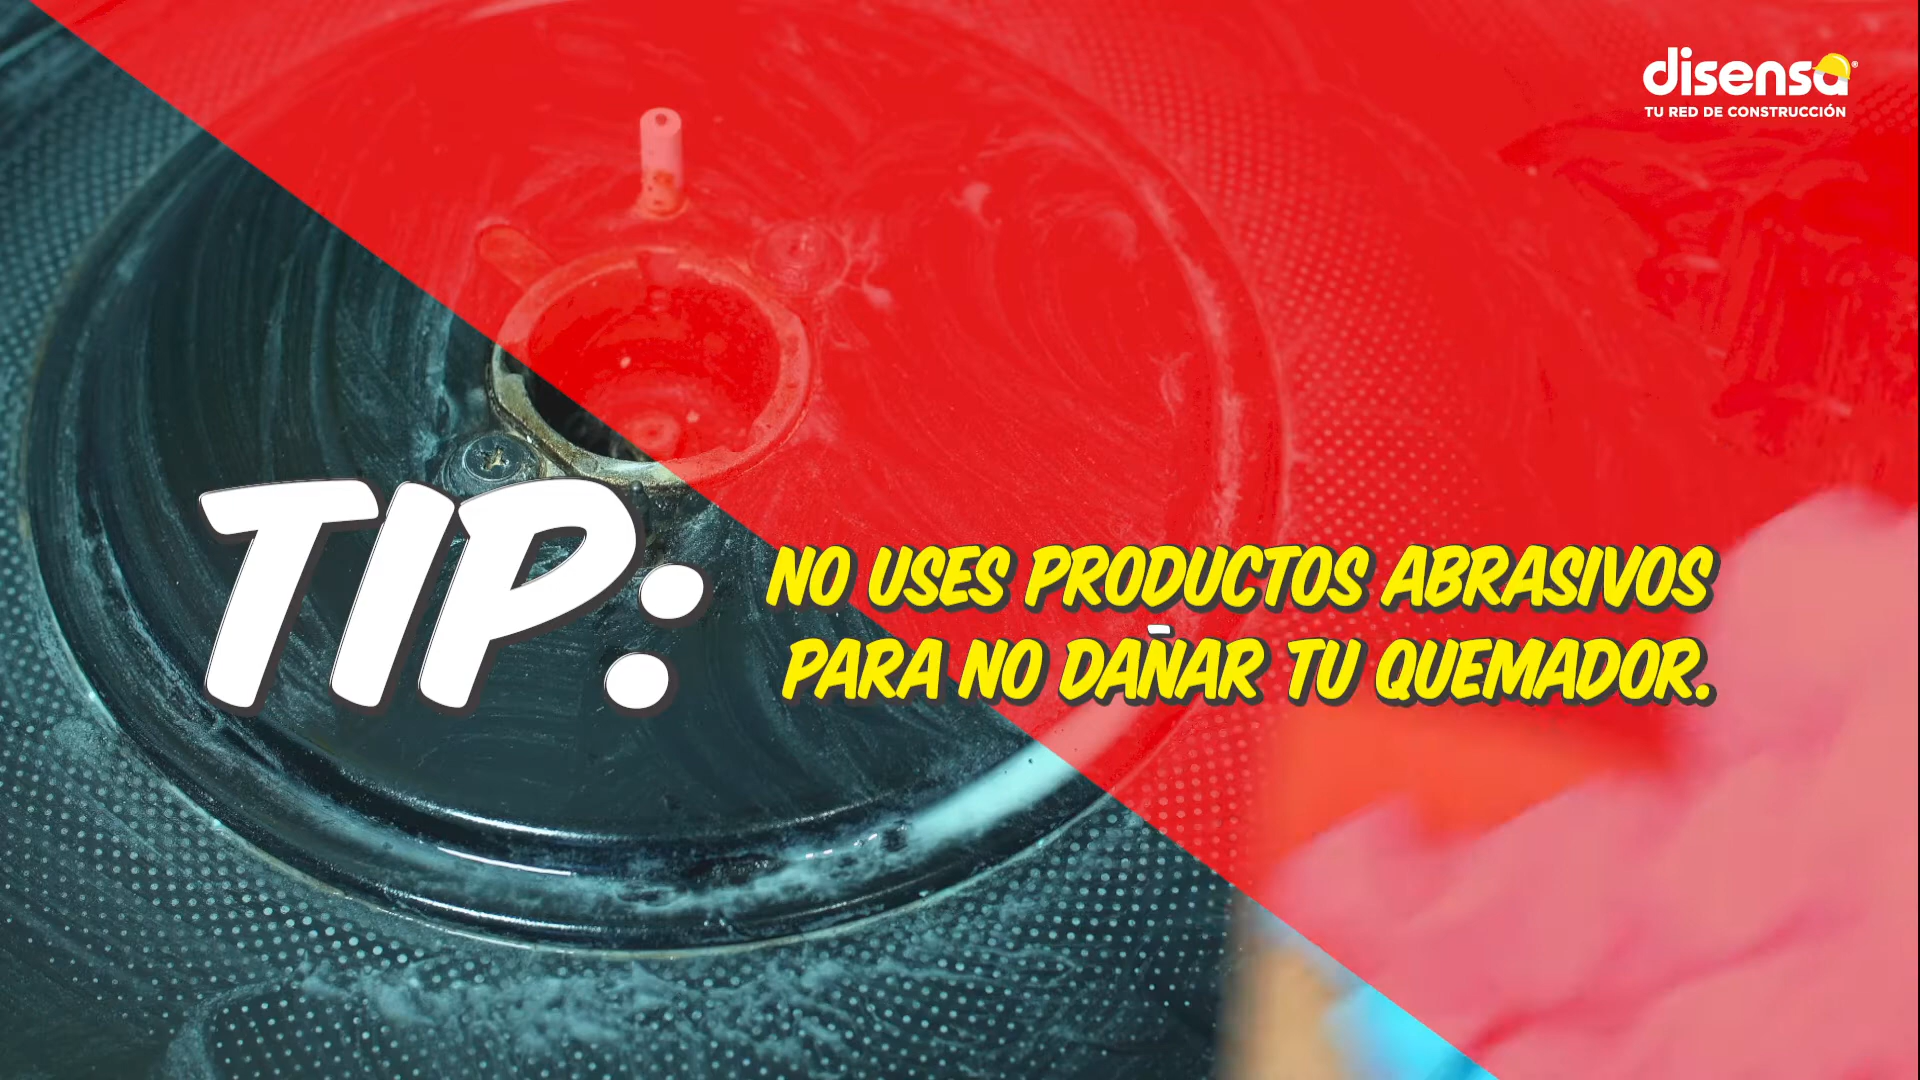 disensa
TU RED DE CONSTRUCCIÓN
TIP:
NO USES PRODUCTOS ABRASIVOS
PARA NO DAÑAR TU QUEMADOR.